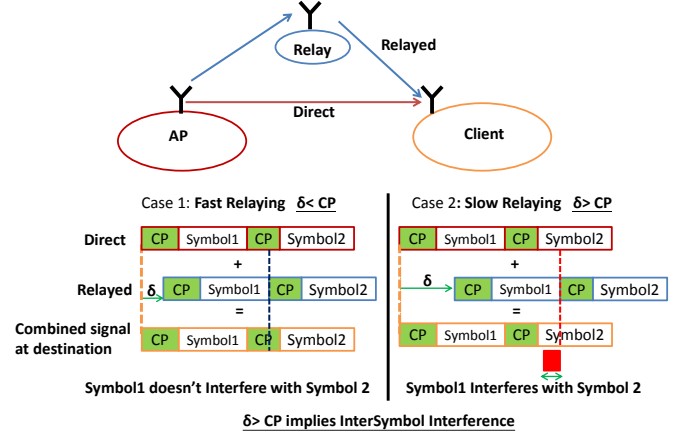 Relay
Relayed
Direct
AP
Client
Case 1: Fast Relaying δ< CP
Case 2: Slow Relaying δ> CP
Direct CP Symbol1 CP Symbol2 CP Symbol1 CP Symbol2
+ +
Relayed δ CP Symbol1 CP Symbol2 δ CP Symbol1 CP Symbol2
= =
Combined signal
at destination CP Symbol1 CP Symbol2 CP Symbol1 CP Symbol2
Symbol1 doesn't Interfere with Symbol 2
Symbol1 Interferes with Symbol 2
δ> CP implies InterSymbol Interference